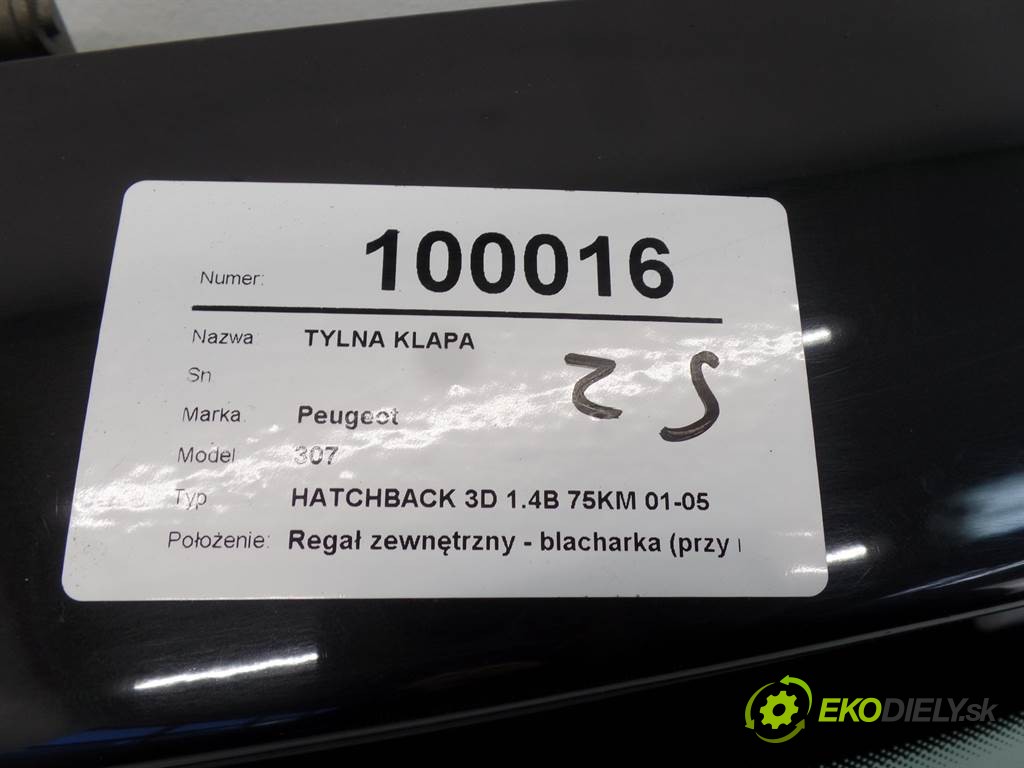 Numer: 100016
Nazwa: TYLNA KLAPA
Sn
Marka: Peugeot
Model 307
Typ HATCHBACK 3D 1.4B 75KM 01-05
Położenie: Regał zewnętrzny - blacharka (przy
EKODIELY.sk